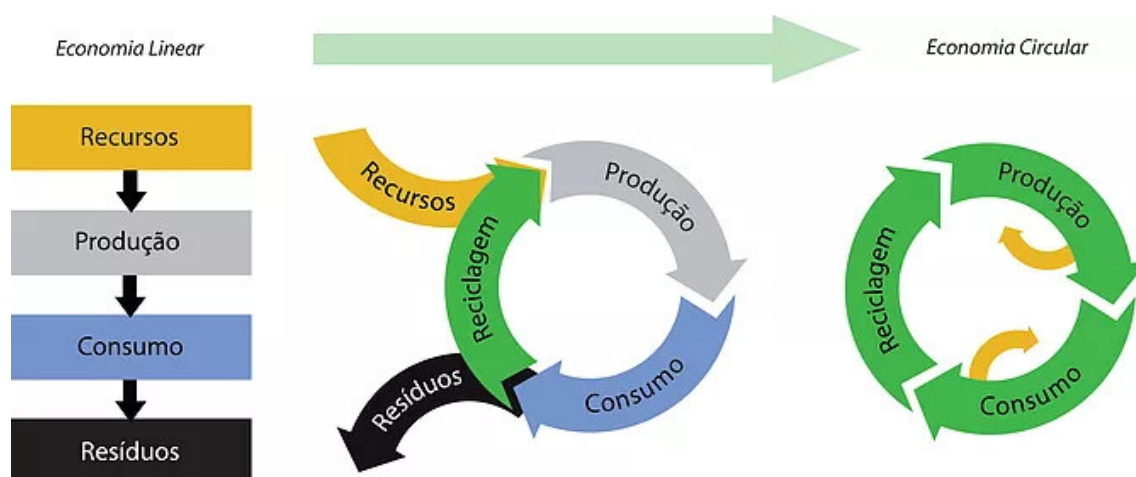 Economia Linear
Economia Circular
Recursos
Produção
Consumo
Resíduos
Recursos
Produção
Consumo
Reciclagem
Resíduos
Produção
Consumo
Reciclagem